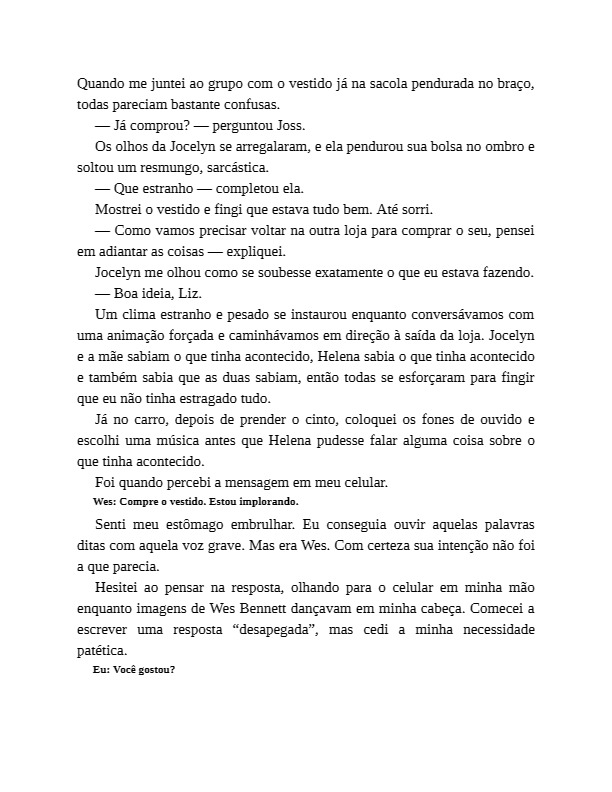 Quando me juntei ao grupo com o vestido já na sacola pendurada no braço,
todas pareciam bastante confusas.
— Já comprou? — perguntou Joss.
Os olhos da Jocelyn se arregalaram, e ela pendurou sua bolsa no ombro e
soltou um resmungo, sarcástica.
— Que estranho — completou ela.
Mostrei o vestido e fingi que estava tudo bem. Até sorri.
— Como vamos precisar voltar na outra loja para comprar o seu, pensei
em adiantar as coisas — expliquei.
Jocelyn me olhou como se soubesse exatamente o que eu estava fazendo.
— Boa ideia, Liz.
Um clima estranho e pesado se instaurou enquanto conversávamos com
uma animação forçada e caminhávamos em direção à saída da loja. Jocelyn
e a mãe sabiam o que tinha acontecido, Helena sabia o que tinha acontecido
e também sabia que as duas sabiam, então todas se esforçaram para fingir
que eu não tinha estragado tudo.
Já no carro, depois de prender o cinto, coloquei os fones de ouvido e
escolhi uma música antes que Helena pudesse falar alguma coisa sobre o
que tinha acontecido.
Foi quando percebi a mensagem em meu celular.
Wes: Compre o vestido. Estou implorando.
Senti meu estômago embrulhar. Eu conseguia ouvir aquelas palavras
ditas com aquela voz grave. Mas era Wes. Com certeza sua intenção não foi
a que parecia.
Hesitei ao pensar na resposta, olhando para o celular em minha mão
enquanto imagens de Wes Bennett dançavam em minha cabeça. Comecei a
escrever uma resposta “desapegada”, mas cedi a minha necessidade
patética.
Eu: Você gostou?